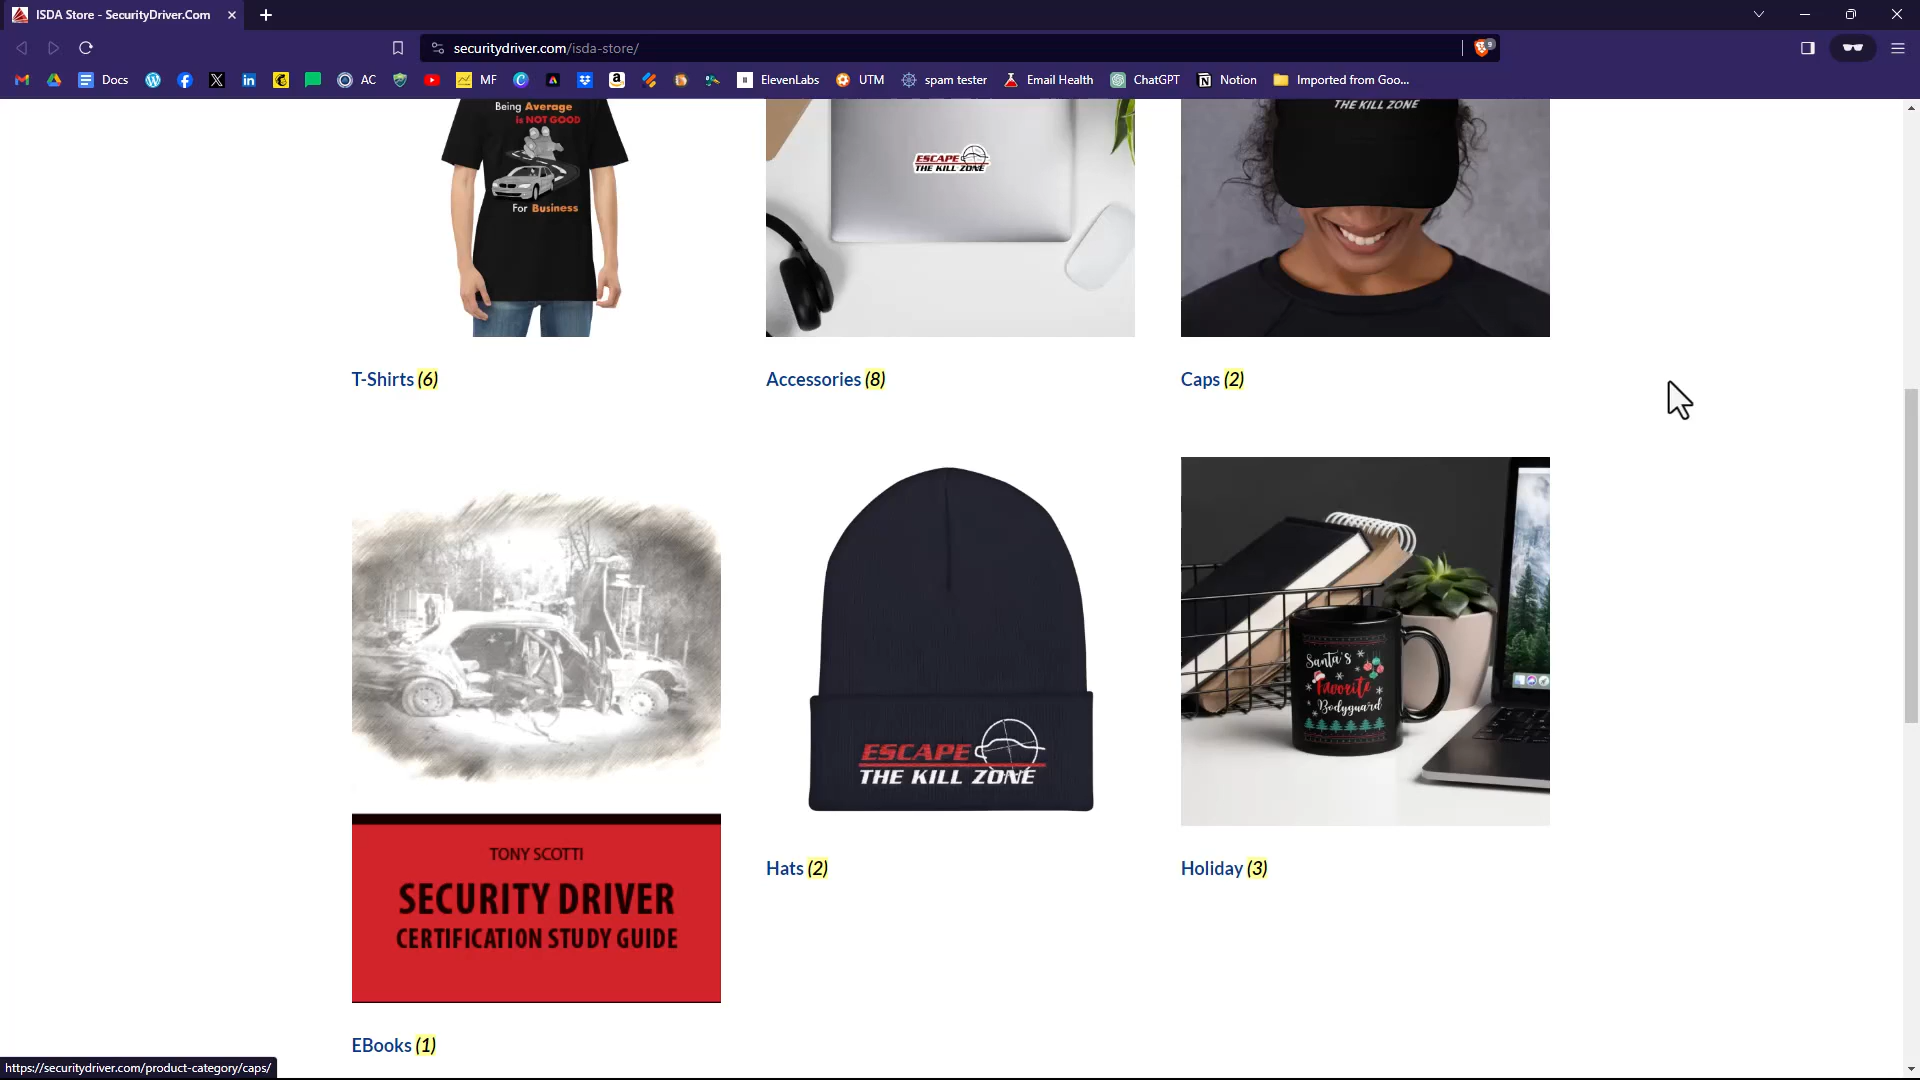 ISDA Store - SecurityDriver.Com
securitydriver.com/isda-store/
9
Docs
AC
MF
ElevenLabs
UTM
spam tester
Email Health
ChatGPT
Notion
Imported from Goo...
Being Average
is NOT GOOD
For Business
ESCAPE
THE KILL ZONE
THE KILL ZONE
T-Shirts (6)
Accessories (8)
Caps (2)
TONY SCOTTI
SECURITY DRIVER
CERTIFICATION STUDY GUIDE
ESCAPE
THE KILL ZONE
Santa's
Favorite
Bodyguard
Hats (2)
Holiday (3)
EBooks (1)
https://securitydriver.com/product-category/caps/